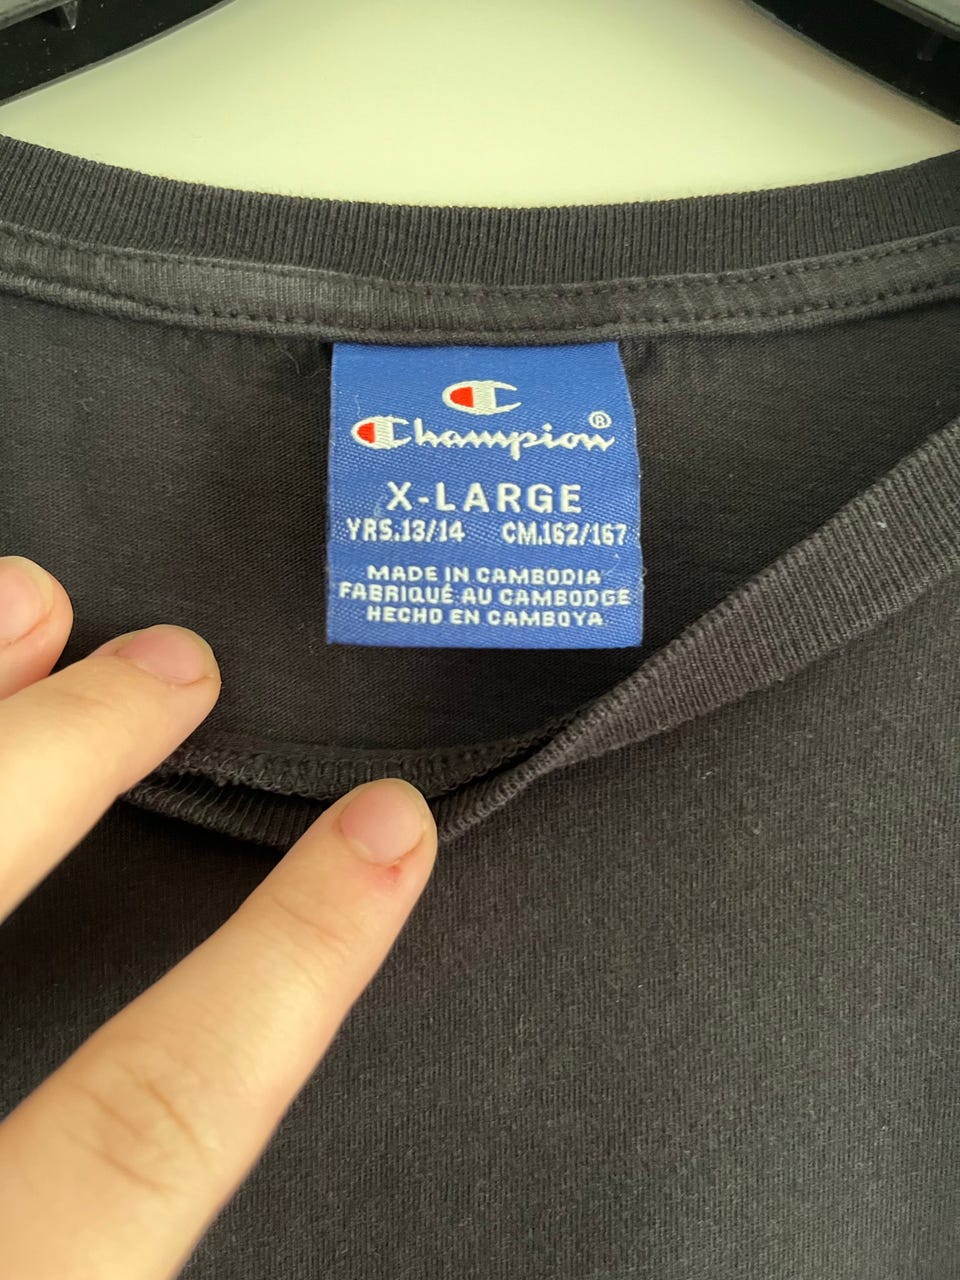 Champion®
X-LARGE
YRS.13/14 CM.162/167
MADE IN CAMBODIA
FABRIQUÉ AU CAMBODGE
HECHO EN CAMBOYA